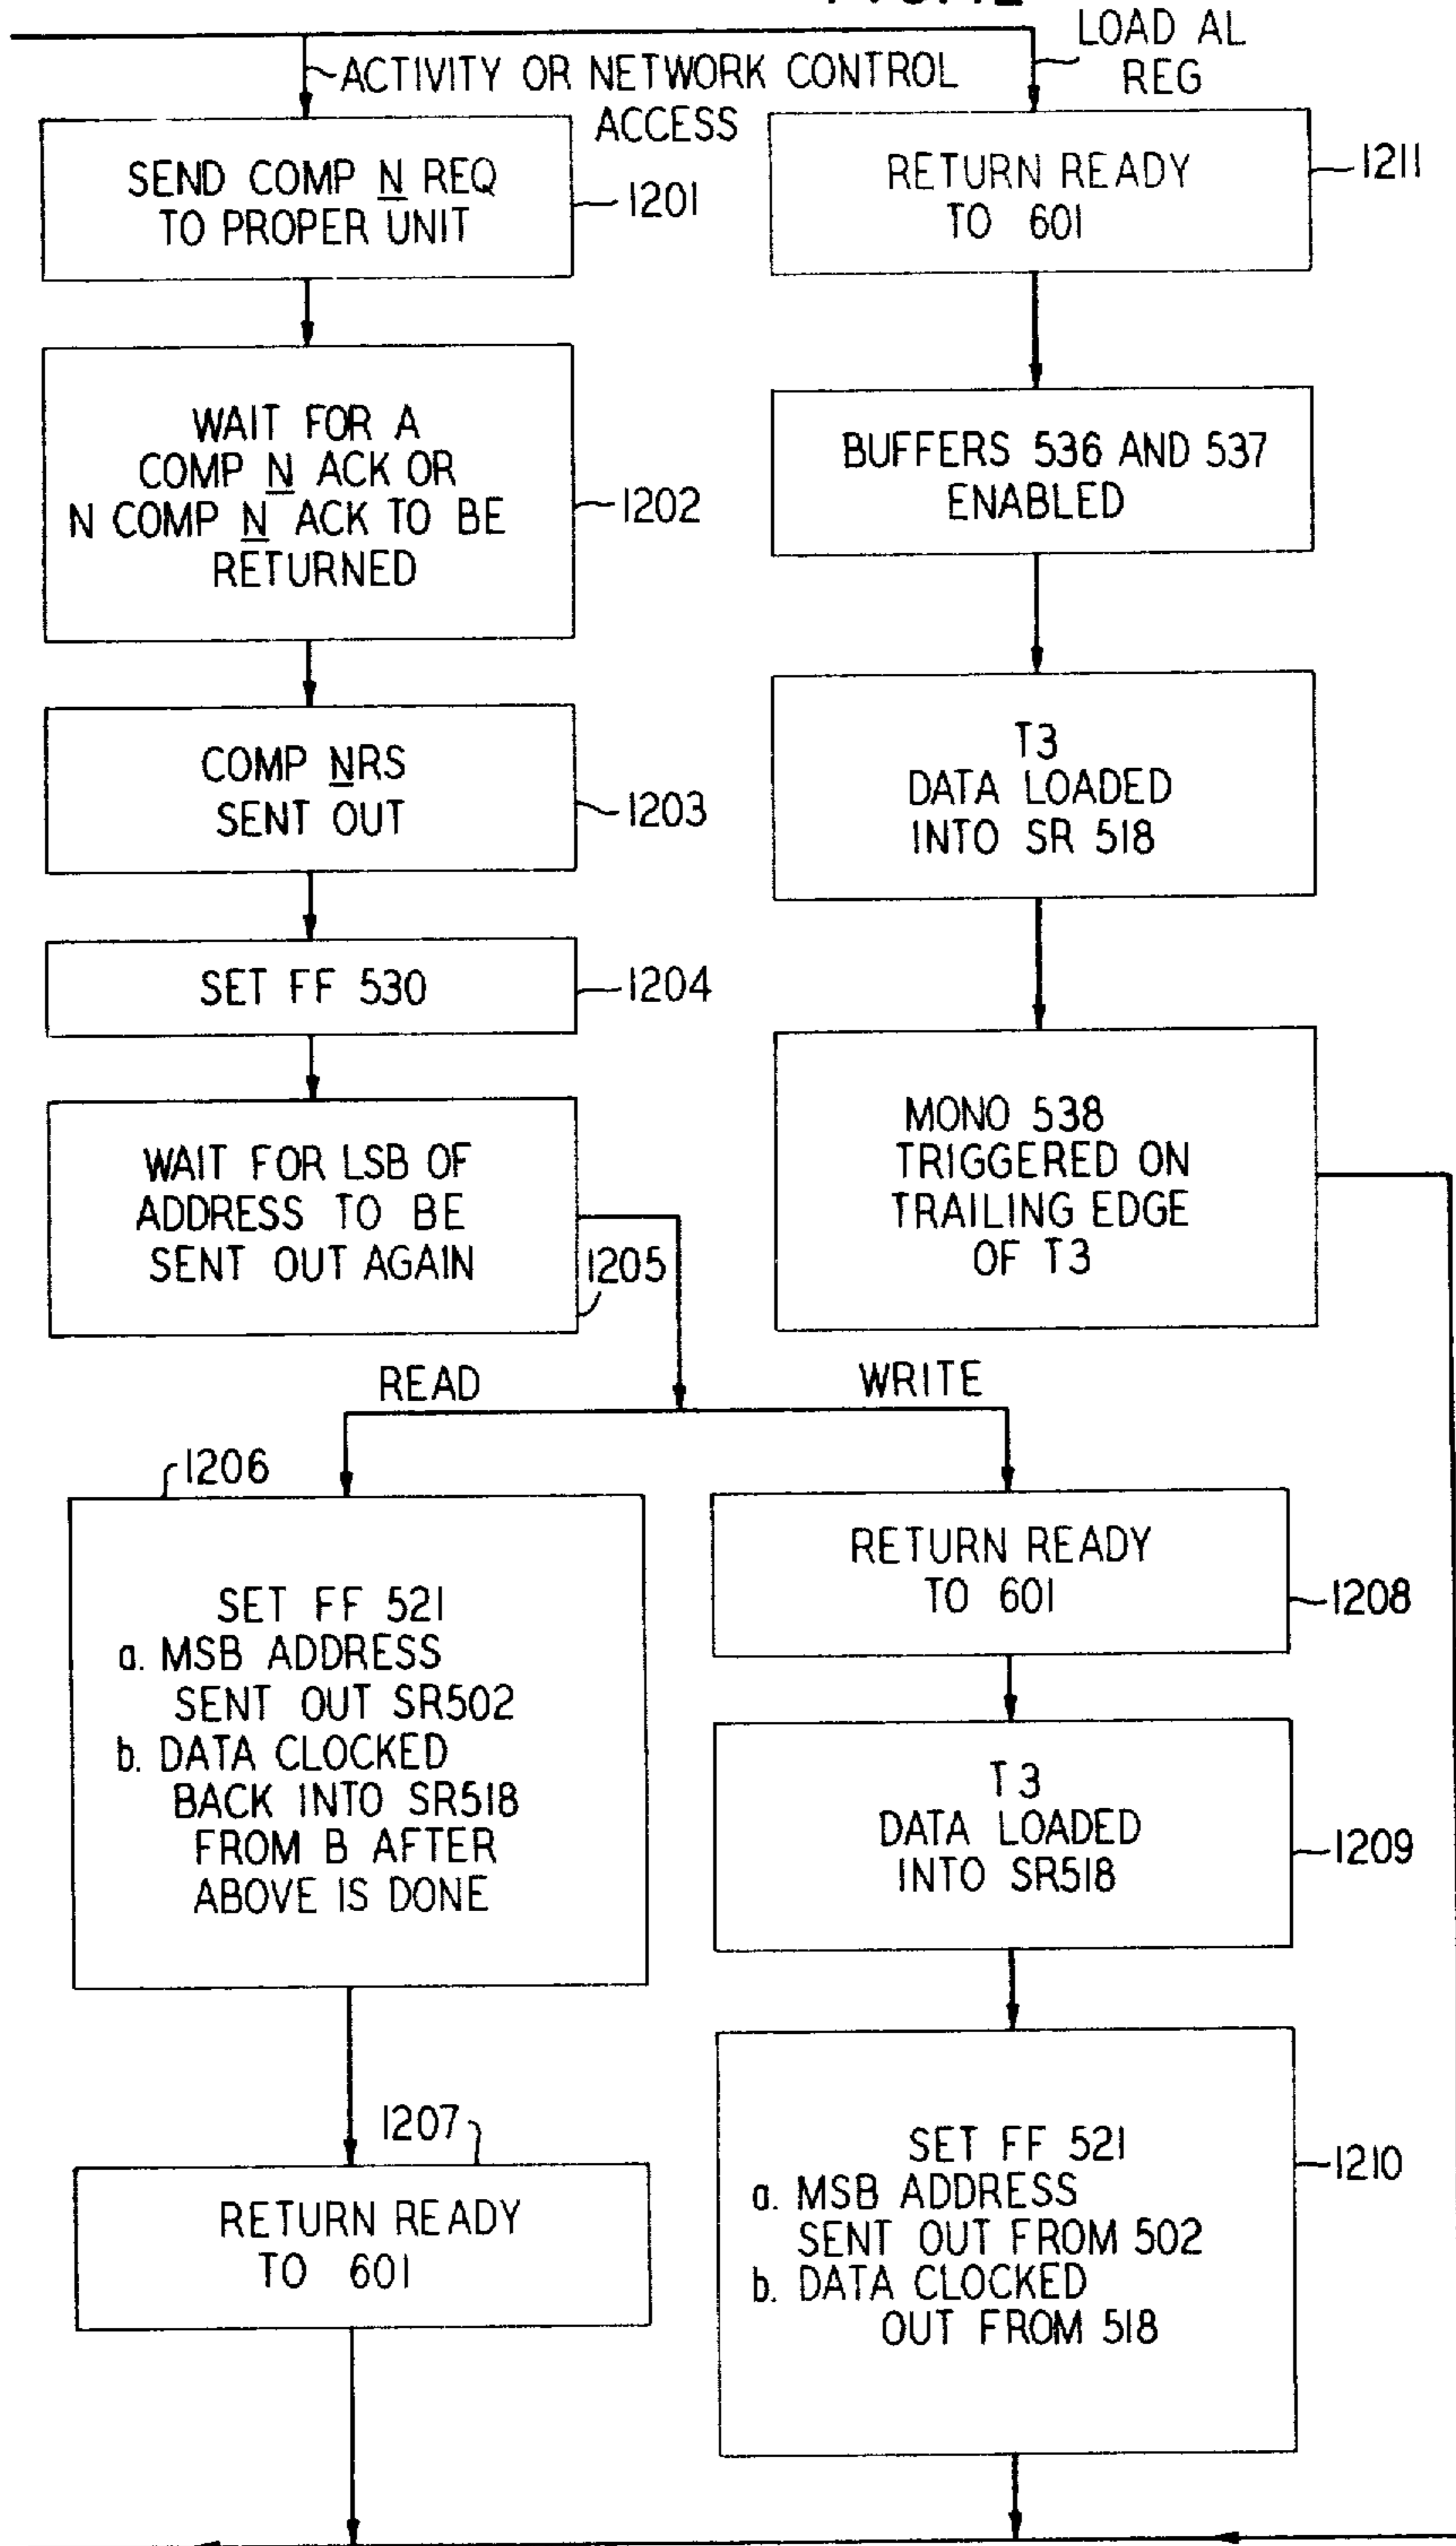 LOAD AL
REG
ACTIVITY OR NETWORK CONTROL
ACCESS
SEND COMP N REQ
TO PROPER UNIT
1201
WAIT FOR A
COMP N ACK OR
N COMP N ACK TO BE
RETURNED
1202
COMP NRS
SENT OUT
1203
SET FF 530
1204
WAIT FOR LSB OF
ADDRESS TO BE
SENT OUT AGAIN
1205
RETURN READY
TO 601
1211
BUFFERS 536 AND 537
ENABLED
T3
DATA LOADED
INTO SR 518
MONO 538
TRIGGERED ON
TRAILING EDGE
OF T3
READ
WRITE
1206
SET FF 521
a. MSB ADDRESS
SENT OUT SR502
b. DATA CLOCKED
BACK INTO SR518
FROM B AFTER
ABOVE IS DONE
1207
RETURN READY
TO 601
RETURN READY
TO 601
1208
T3
DATA LOADED
INTO SR518
1209
SET FF 521
a. MSB ADDRESS
SENT OUT FROM 502
b. DATA CLOCKED
OUT FROM 518
1210